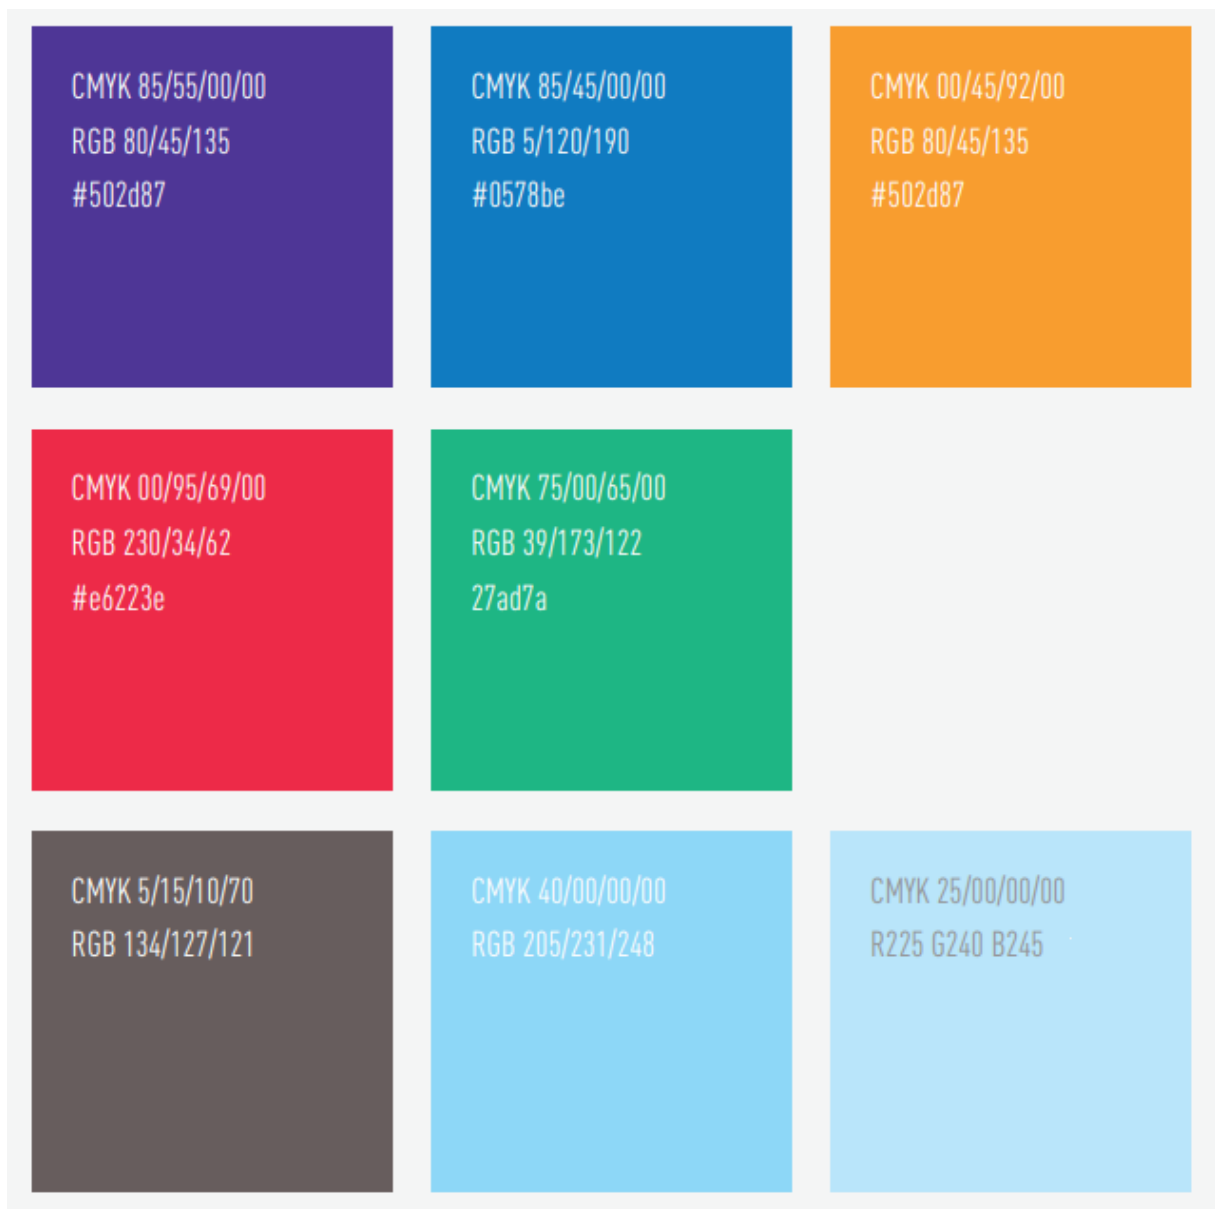 CMYK 85/55/00/00
RGB 80/45/135
#502d87
CMYK 85/45/00/00
RGB 5/120/190
#0578be
CMYK 00/45/92/00
RGB 80/45/135
#502d87
CMYK 00/95/69/00
RGB 230/34/62
#e6223e
CMYK 75/00/65/00
RGB 39/173/122
27ad7a
CMYK 5/15/10/70
RGB 134/127/121
CMYK 40/00/00/00
RGB 205/231/248
CMYK 25/00/00/00
R225 G240 B245